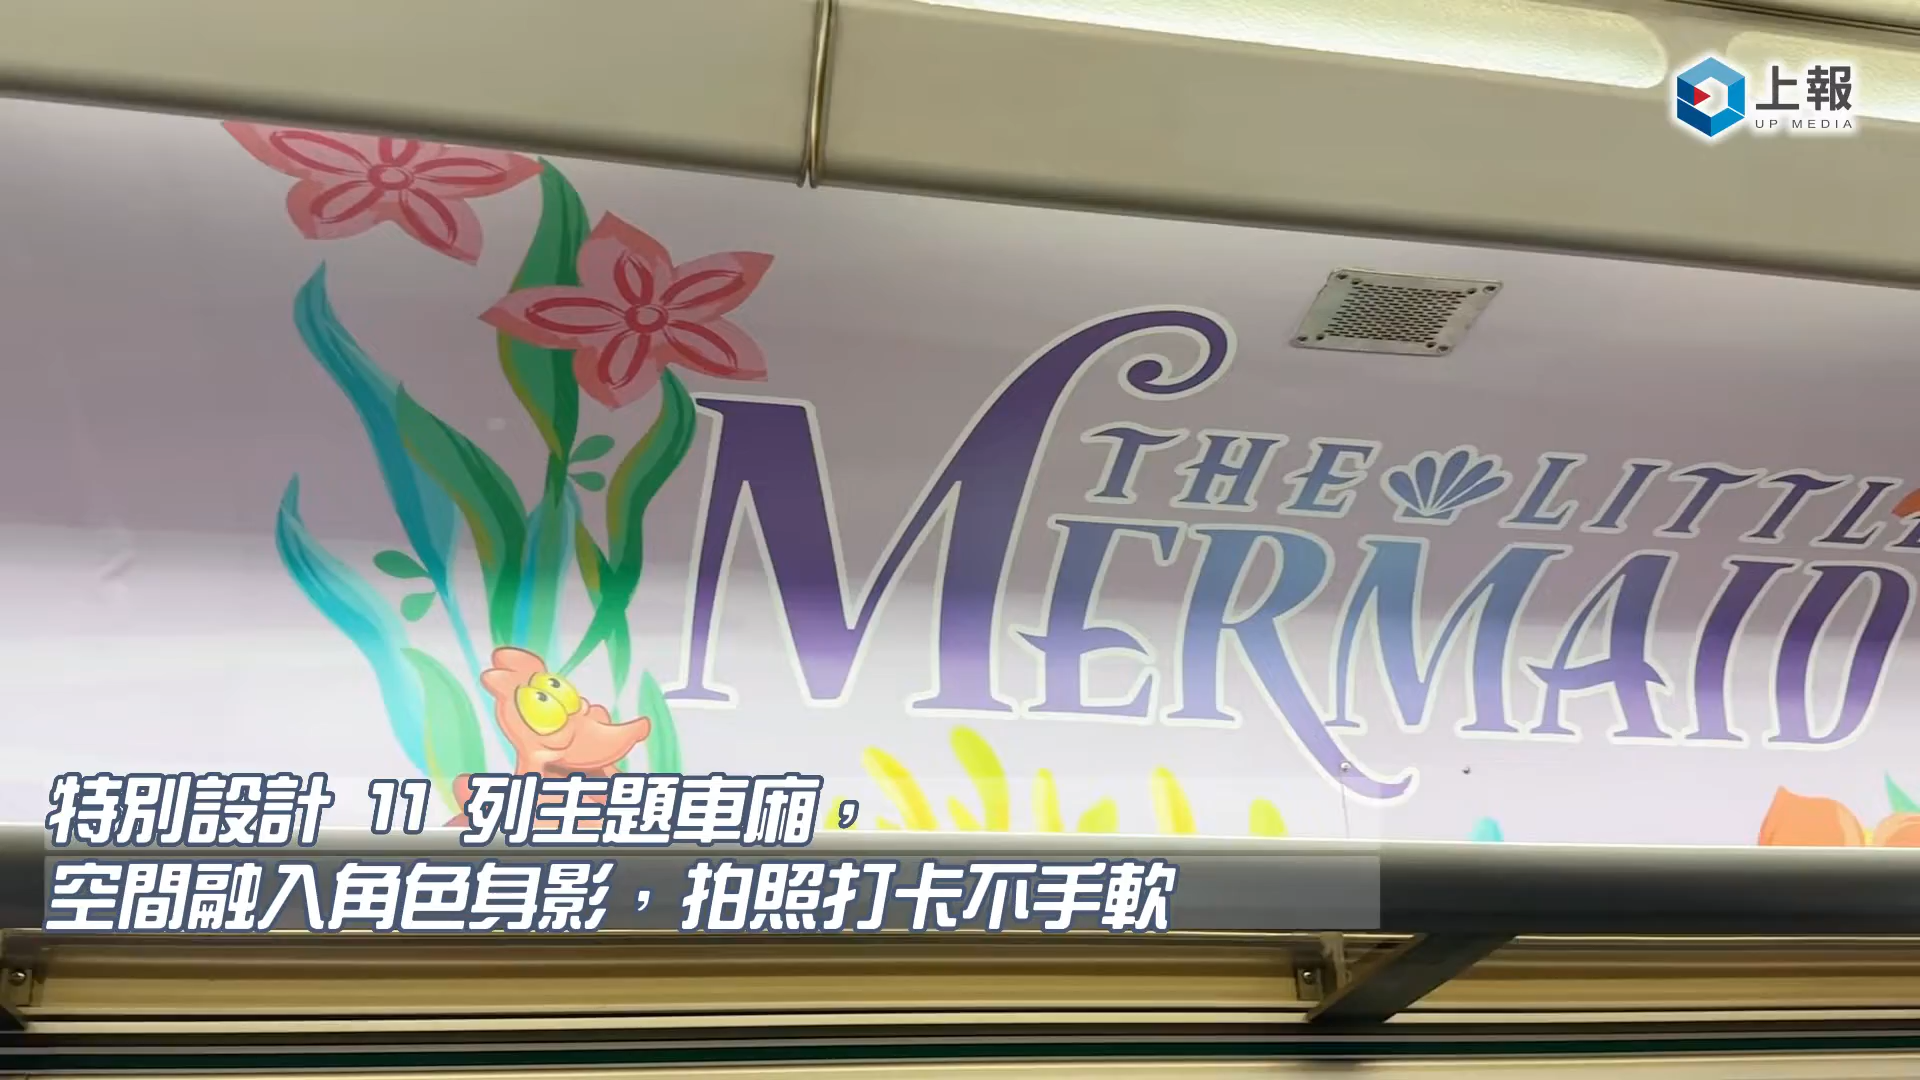 上報
UP MEDIA
THE LITTLE
MERMAID
特別設計 11 列主題車廂，
空間融入角色身影，拍照打卡不手軟